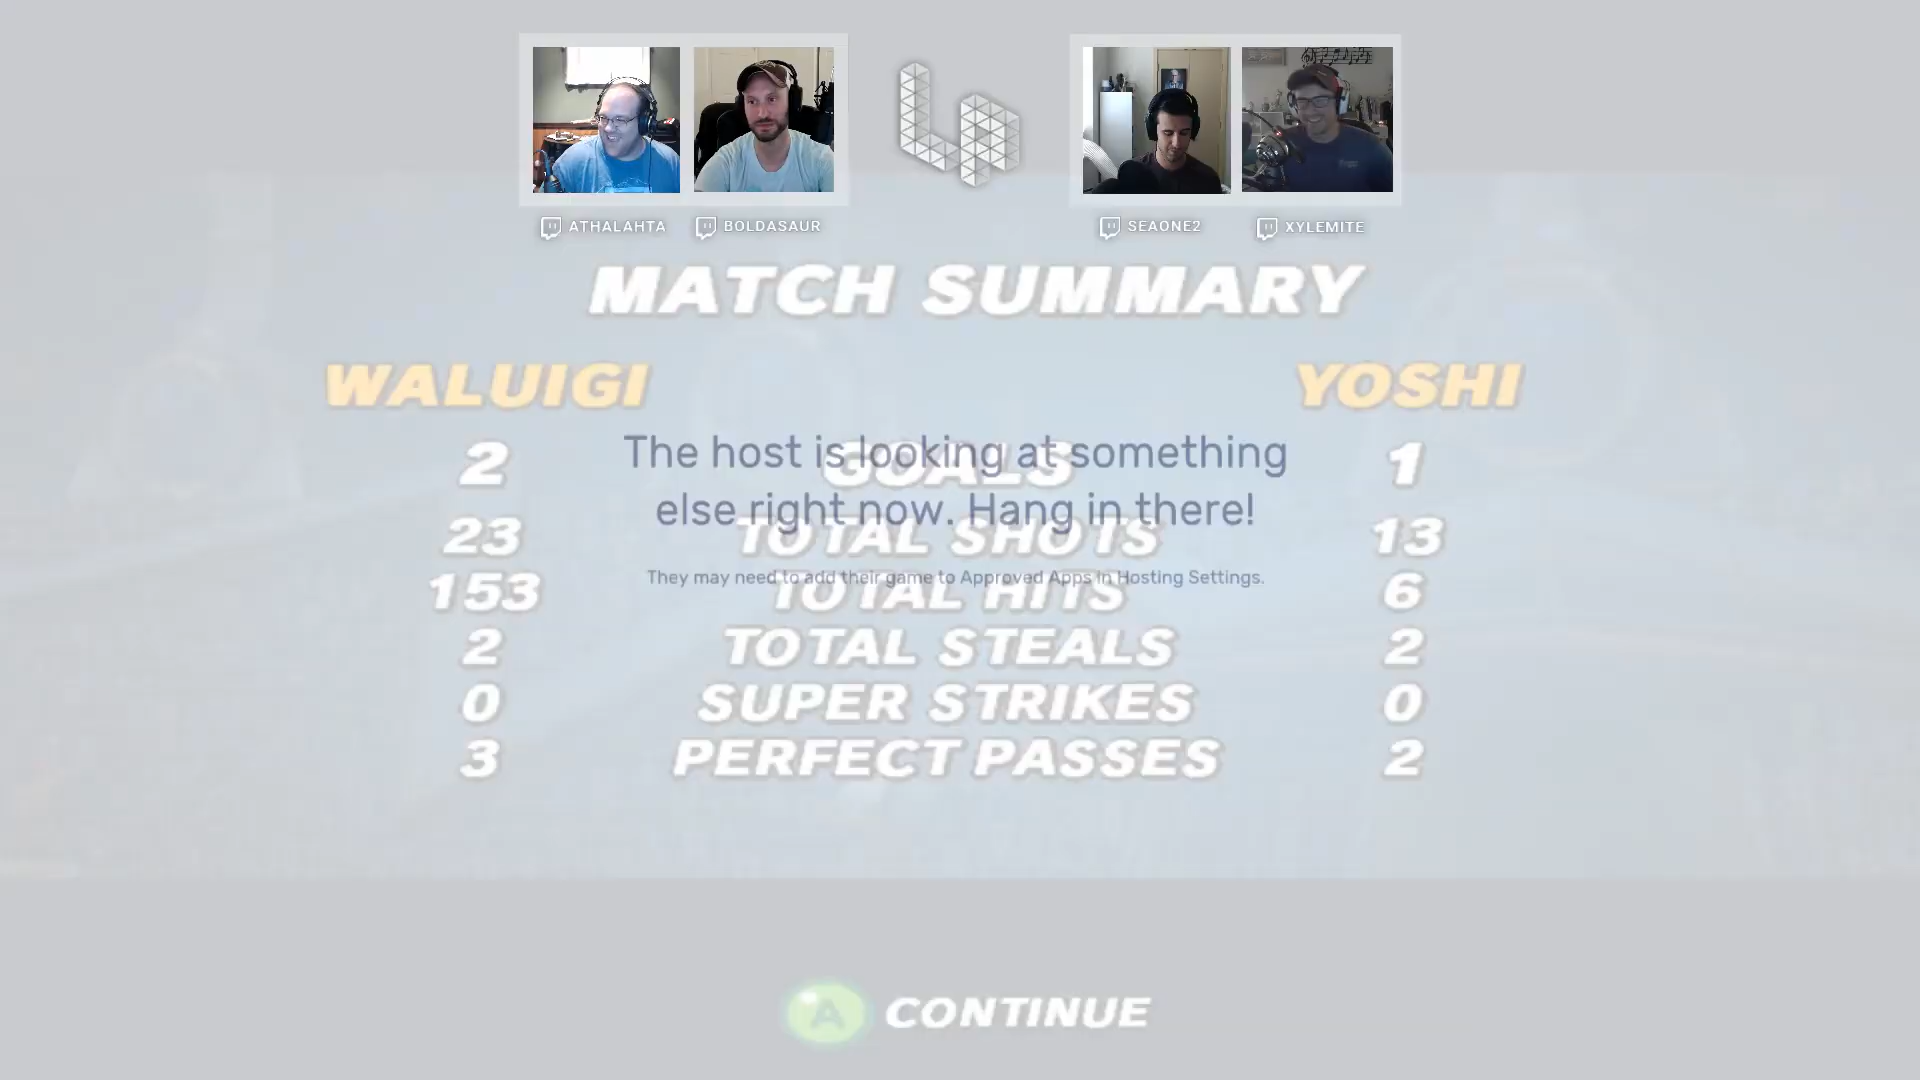 ATHALAHTA BOLDASAUR SEAONE2 XYLEMITE
MATCH SUMMARY
WALUIGI YOSHI
2 GOALS 1
The host is looking at something
else right now. Hang in there!
23 TOTAL SHOTS 13
They may need to add their game to Approved Apps in Hosting Settings.
153 TOTAL HITS 6
2 TOTAL STEALS 2
0 SUPER STRIKES 0
3 PERFECT PASSES 2
A CONTINUE